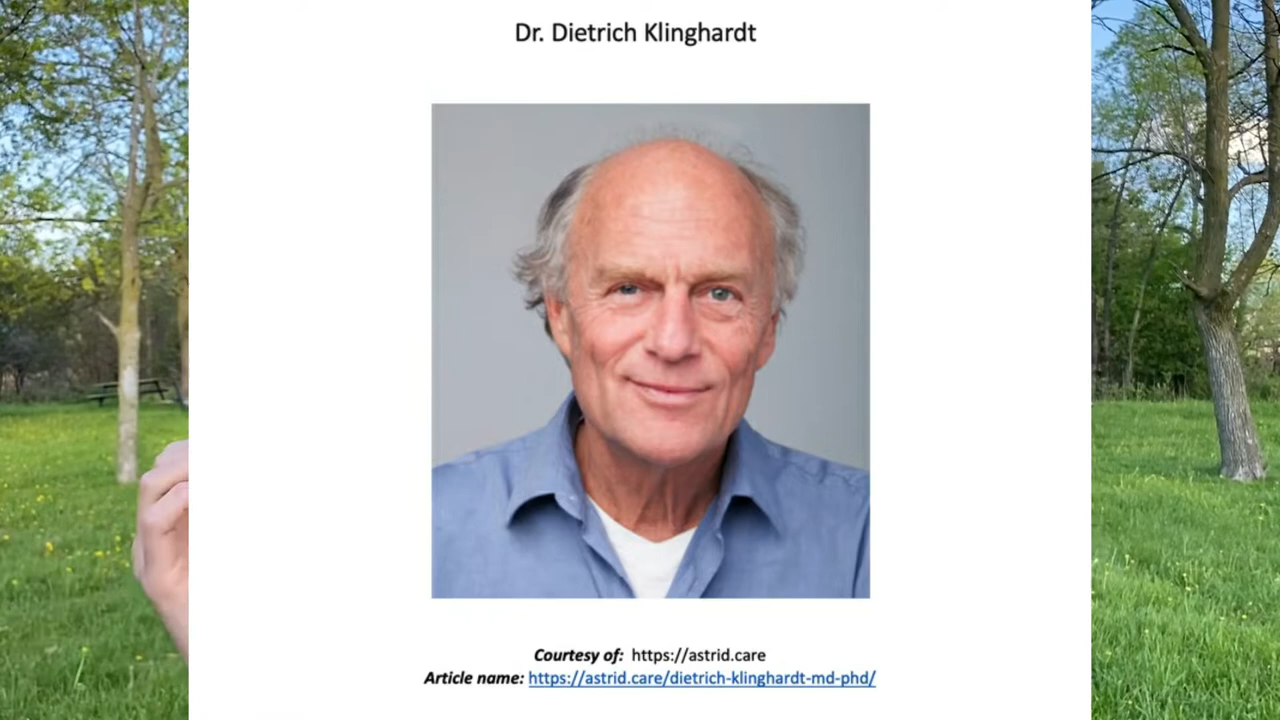 Dr. Dietrich Klinghardt
Courtesy of: https://astrid.care
Article name: https://astrid.care/dietrich-klinghardt-md-phd/